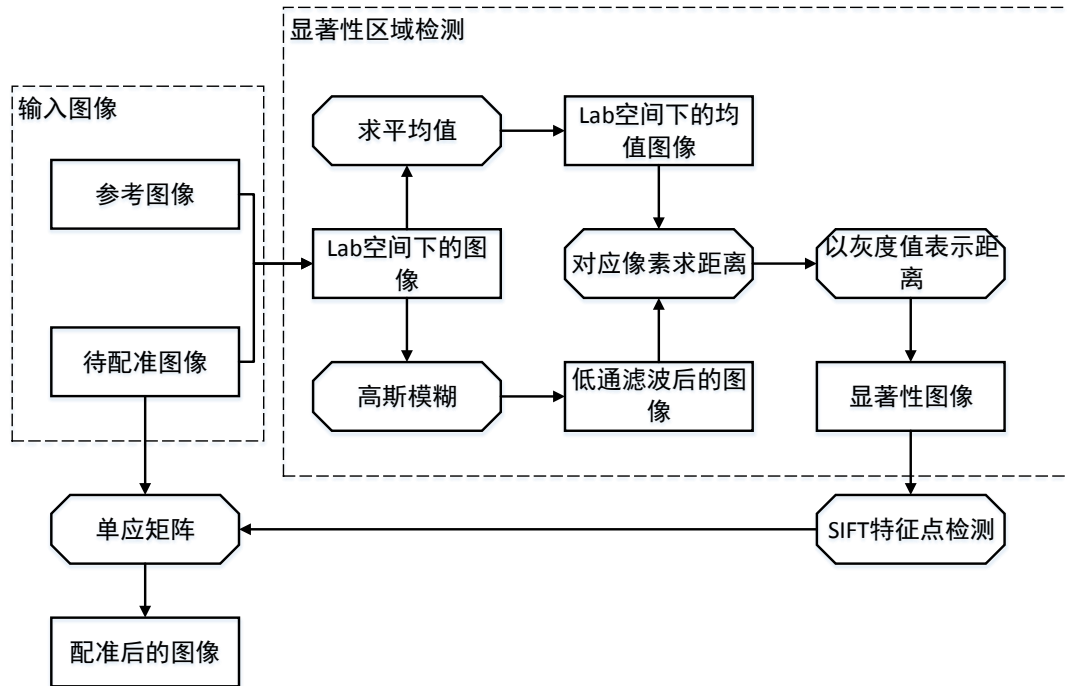 显著性区域检测
输入图像
求平均值
Lab空间下的均
值图像
参考图像
Lab空间下的图
像
对应像素求距离
以灰度值表示距
离
待配准图像
高斯模糊
低通滤波后的图
像
显著性图像
单应矩阵
SIFT特征点检测
配准后的图像